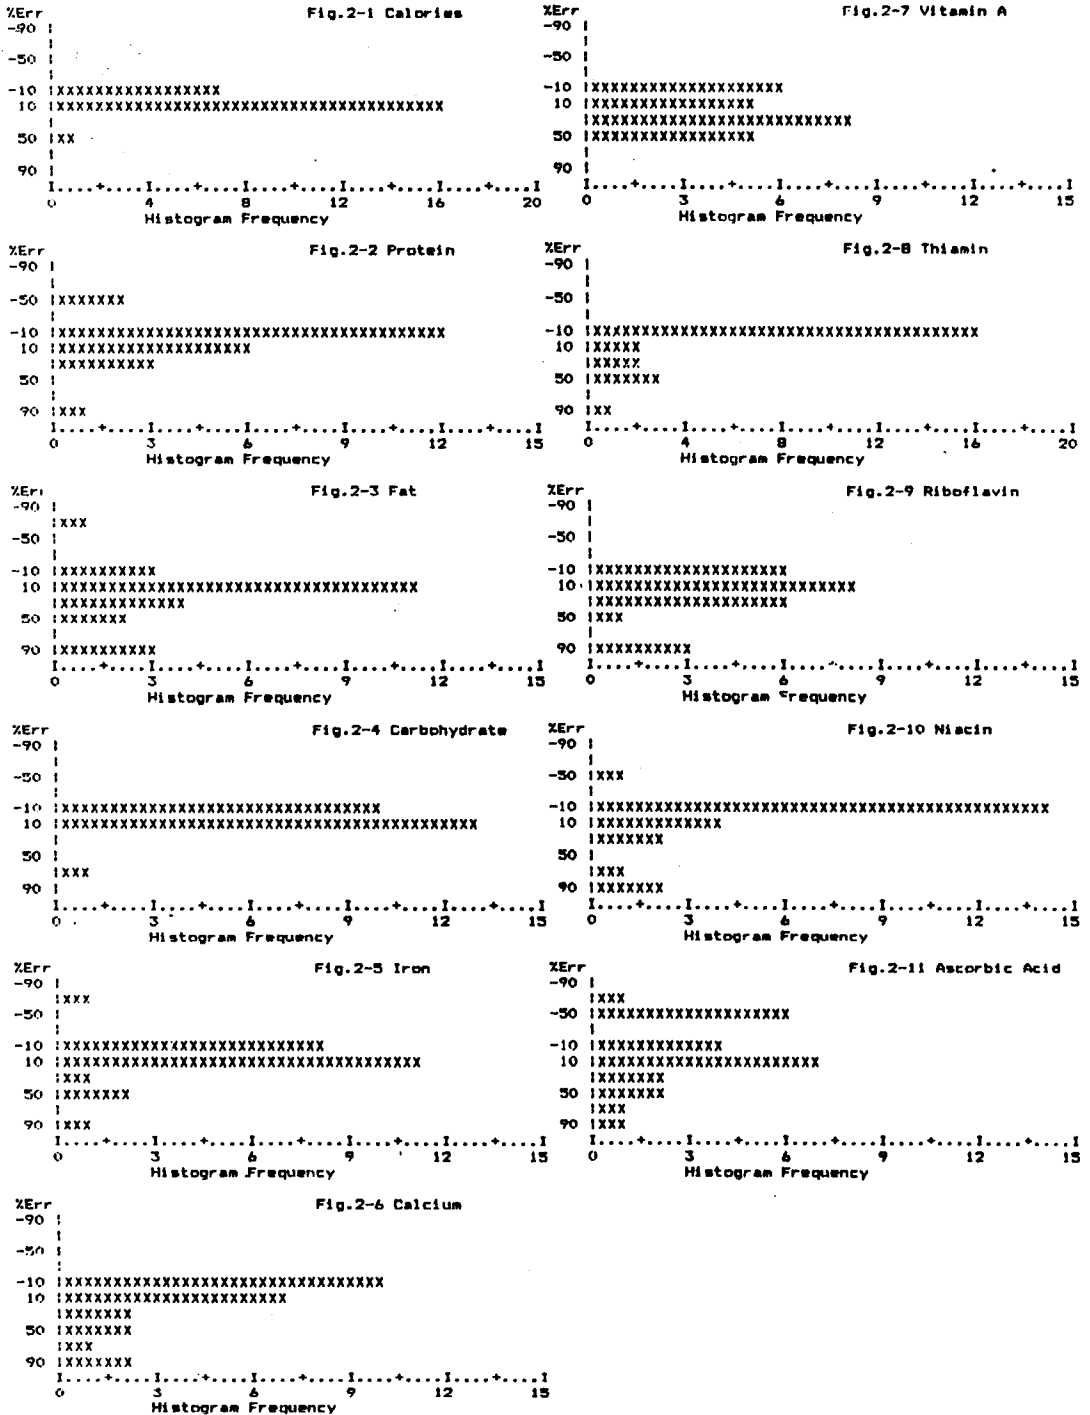 %Err Fig.2-1 Calories
-90 |
|
-50 |
|
-10 |XXXXXXXXXXXXXXXXX
10 |XXXXXXXXXXXXXXXXXXXXXXXXXXXXXXXXXXXXXXXX
|
50 |XX
|
90 |
I....+....I....+....I....+....I....+....I....+....I
0 4 8 12 16 20
Histogram Frequency
%Err Fig.2-2 Protein
-90 |
|
-50 |XXXXXXX
|
-10 |XXXXXXXXXXXXXXXXXXXXXXXXXXXXXXXXXXXXXXXX
10 |XXXXXXXXXXXXXXXXXXXX
|XXXXXXXXXX
50 |
|
90 |XXX
I....+....I....+....I....+....I....+....I....+....I
0 3 6 9 12 15
Histogram Frequency
%Err Fig.2-3 Fat
-90 |
|XXX
-50 |
|
-10 |XXXXXXXXXX
10 |XXXXXXXXXXXXXXXXXXXXXXXXXXXXXXXXXXXXX
|XXXXXXXXXXXXX
50 |XXXXXXX
|
90 |XXXXXXXXXX
I....+....I....+....I....+....I....+....I....+....I
0 3 6 9 12 15
Histogram Frequency
%Err Fig.2-4 Carbohydrate
-90 |
|
-50 |
|
-10 |XXXXXXXXXXXXXXXXXXXXXXXXXXXXXXXXX
10 |XXXXXXXXXXXXXXXXXXXXXXXXXXXXXXXXXXXXXXXXXXX
|
50 |
|XXX
90 |
I....+....I....+....I....+....I....+....I....+....I
0 3 6 9 12 15
Histogram Frequency
%Err Fig.2-5 Iron
-90 |
|XXX
-50 |
|
-10 |XXXXXXXXXXXXXXXXXXXXXXXXXXX
10 |XXXXXXXXXXXXXXXXXXXXXXXXXXXXXXXXXXXXX
|XXX
50 |XXXXXXX
|
90 |XXX
I....+....I....+....I....+....I....+....I....+....I
0 3 6 9 12 15
Histogram Frequency
%Err Fig.2-6 Calcium
-90 |
|
-50 |
|
-10 |XXXXXXXXXXXXXXXXXXXXXXXXXXXXXXXXX
10 |XXXXXXXXXXXXXXXXXXXXXXX
|XXXXXXX
50 |XXXXXXX
|XXX
90 |XXXXXXX
I....+....I....+....I....+....I....+....I....+....I
0 3 6 9 12 15
Histogram Frequency
%Err Fig.2-7 Vitamin A
-90 |
|
-50 |
|
-10 |XXXXXXXXXXXXXXXXXXXX
10 |XXXXXXXXXXXXXXXXX
|XXXXXXXXXXXXXXXXXXXXXXXXXXX
50 |XXXXXXXXXXXXXXXXX
|
90 |
I....+....I....+....I....+....I....+....I....+....I
0 3 6 9 12 15
Histogram Frequency
%Err Fig.2-8 Thiamin
-90 |
|
-50 |
|
-10 |XXXXXXXXXXXXXXXXXXXXXXXXXXXXXXXXXXXXXXXX
10 |XXXXX
|XXXXX
50 |XXXXXXX
|
90 |XX
I....+....I....+....I....+....I....+....I....+....I
0 4 8 12 16 20
Histogram Frequency
%Err Fig.2-9 Riboflavin
-90 |
|
-50 |
|
-10 |XXXXXXXXXXXXXXXXXXXX
10 |XXXXXXXXXXXXXXXXXXXXXXXXXXX
|XXXXXXXXXXXXXXXXXXXX
50 |XXX
|
90 |XXXXXXXXXX
I....+....I....+....I....+....I....+....I....+....I
0 3 6 9 12 15
Histogram Frequency
%Err Fig.2-10 Niacin
-90 |
|
-50 |XXX
|
-10 |XXXXXXXXXXXXXXXXXXXXXXXXXXXXXXXXXXXXXXXXXXXXXXX
10 |XXXXXXXXXXXXX
|XXXXXXX
50 |
|XXX
90 |XXXXXXX
I....+....I....+....I....+....I....+....I....+....I
0 3 6 9 12 15
Histogram Frequency
%Err Fig.2-11 Ascorbic Acid
-90 |
|XXX
-50 |XXXXXXXXXXXXXXXXXXXX
|
-10 |XXXXXXXXXXXXX
10 |XXXXXXXXXXXXXXXXXXXXXXX
|XXXXXXX
50 |XXXXXXX
|XXX
90 |XXX
I....+....I....+....I....+....I....+....I....+....I
0 3 6 9 12 15
Histogram Frequency